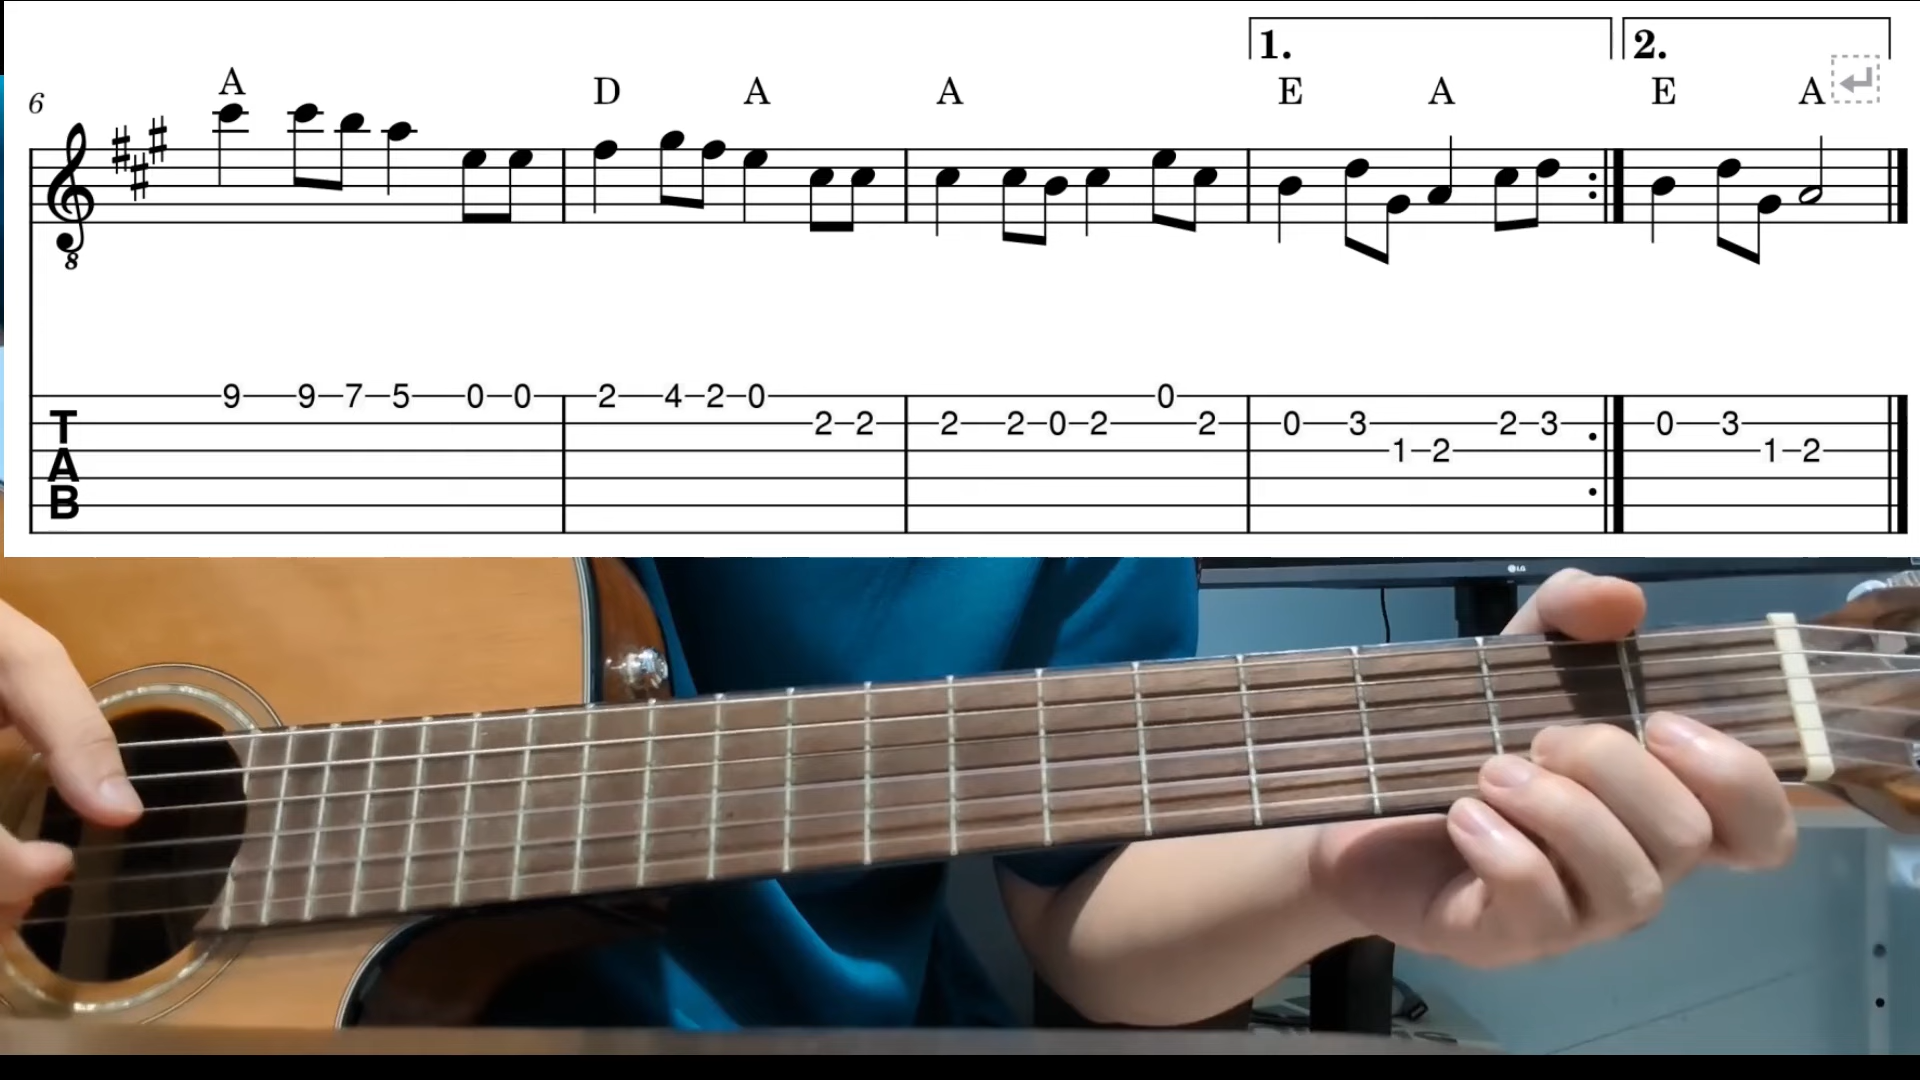 1. 2.
A D A A E A E A
6
8
9 9 7 5 0 0 2 4 2 0 0
T 2 2 2 2 0 2 2 0 3 2 3 0 3
A 1 2 1 2
B
LG